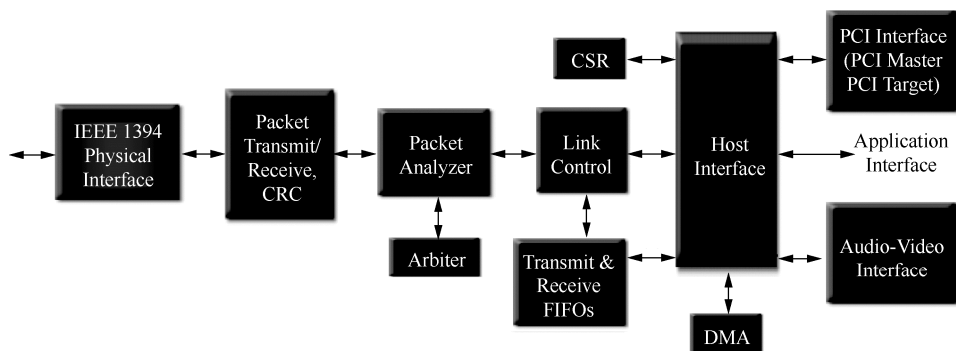 IEEE 1394
Physical
Interface
Packet
Transmit/
Receive,
CRC
Packet
Analyzer
Arbiter
CSR
Link
Control
Transmit &
Receive
FIFOs
Host
Interface
DMA
PCI Interface
(PCI Master
PCI Target)
Application
Interface
Audio-Video
Interface